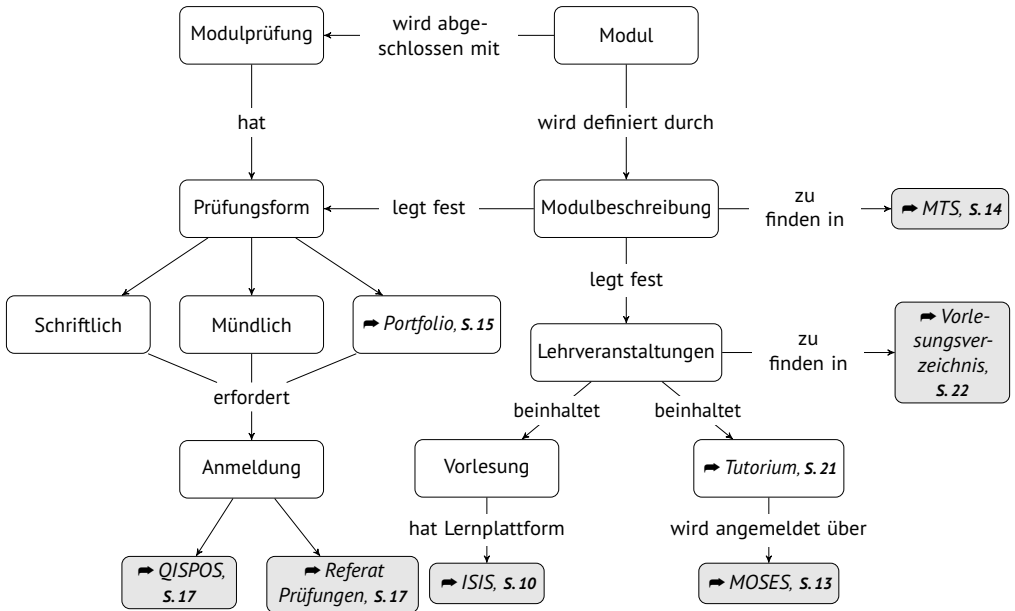 Modulprüfung
wird abge-
schlossen mit
Modul
hat
wird definiert durch
Prüfungsform
legt fest
Modulbeschreibung
zu
finden in
➦ MTS, S. 14
legt fest
Schriftlich
Mündlich
➦ Portfolio, S. 15
Lehrveranstaltungen
zu
finden in
➦ Vorle-
sungsver-
zeichnis,
S. 22
erfordert
beinhaltet
beinhaltet
Anmeldung
Vorlesung
➦ Tutorium, S. 21
hat Lernplattform
wird angemeldet über
➦ QISPOS,
S. 17
➦ Referat
Prüfungen, S. 17
➦ ISIS, S. 10
➦ MOSES, S. 13